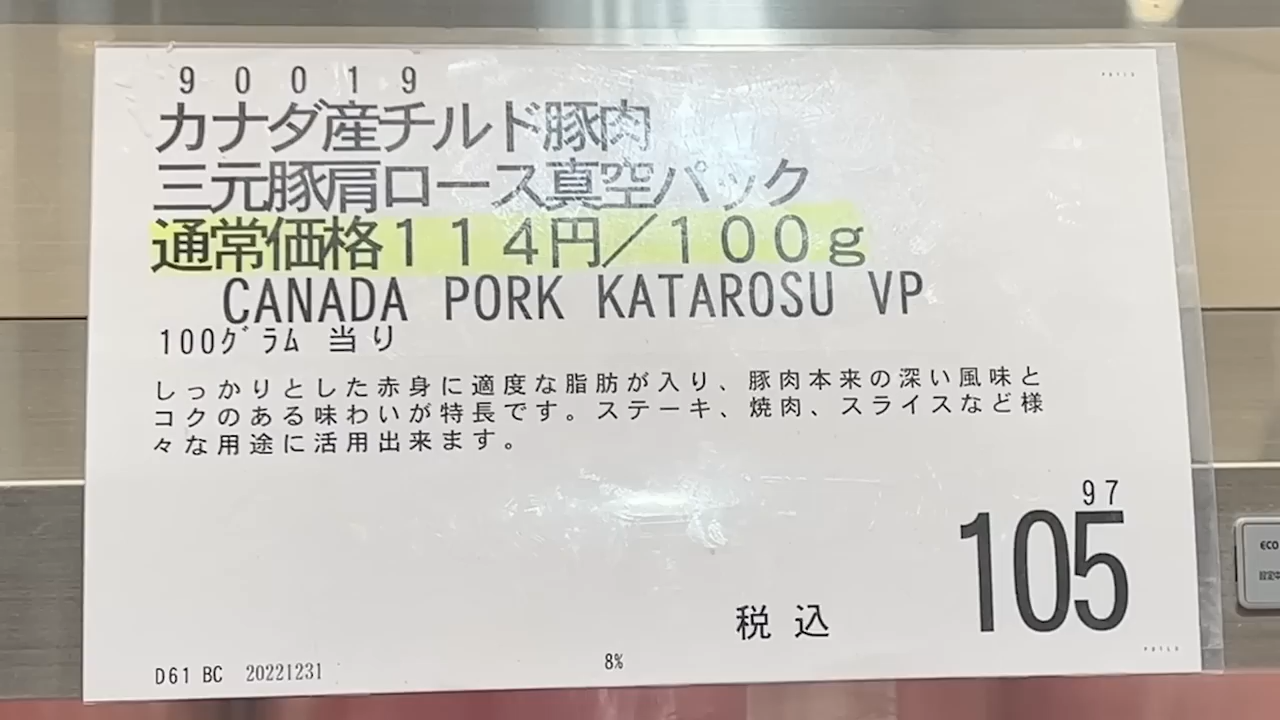 90019
カナダ産チルド豚肉
三元豚肩ロース真空パック
通常価格114円/100g
CANADA PORK KATAROSU VP
100グラム 当り
しっかりとした赤身に適度な脂肪が入り、豚肉本来の深い風味と
コクのある味わいが特長です。ステーキ、焼肉、スライスなど様
々な用途に活用出来ます。
97
105
税込
D61 BC 20221231
8%
ECO
設定中